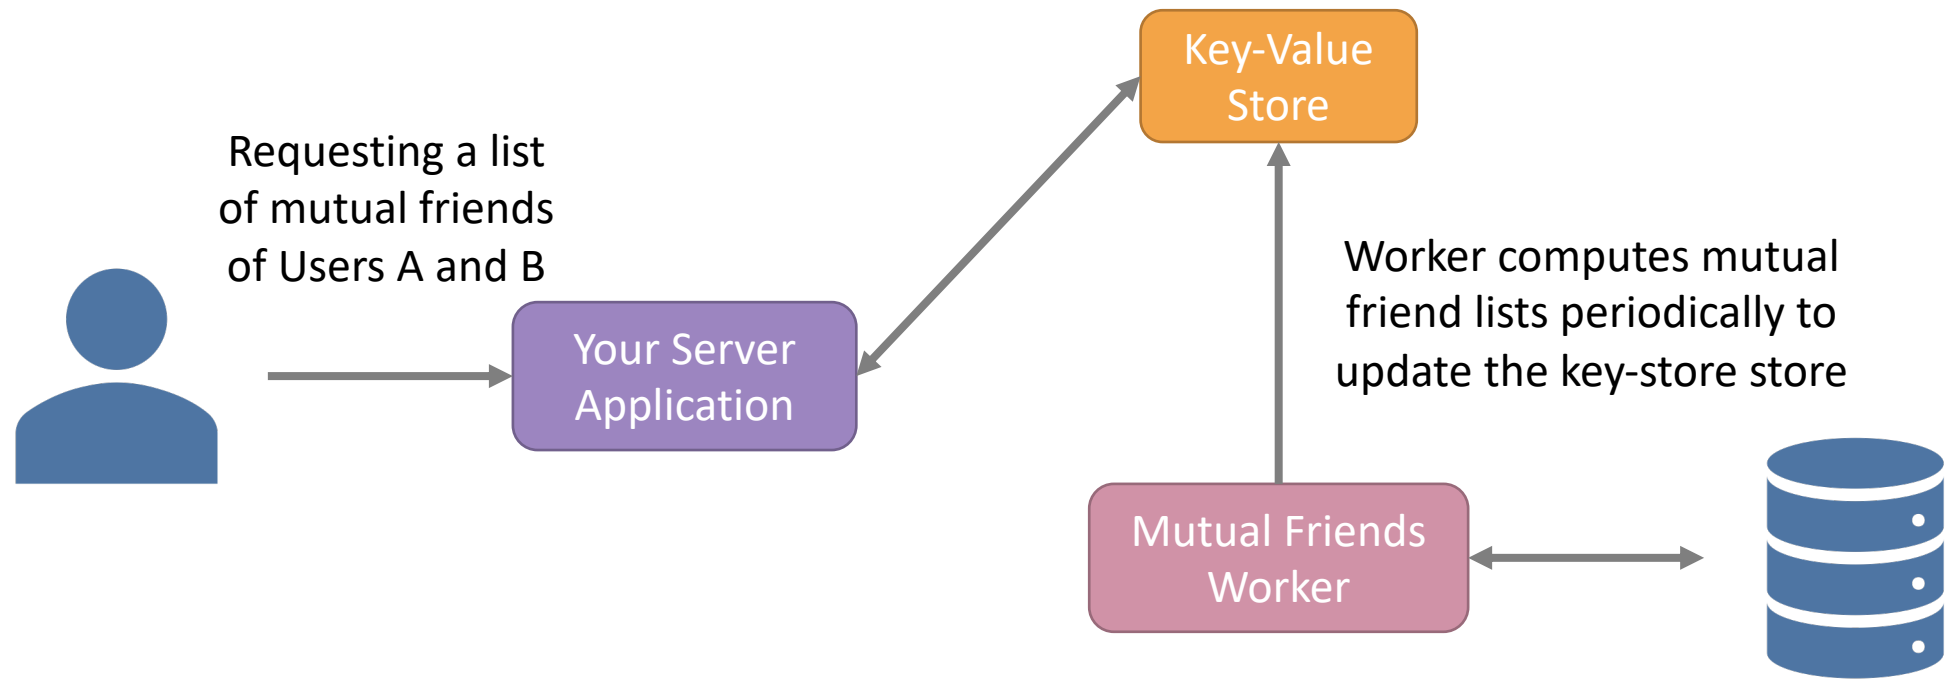 Key-Value
Store
Requesting a list
of mutual friends
of Users A and B
Your Server
Application
Worker computes mutual
friend lists periodically to
update the key-store store
Mutual Friends
Worker